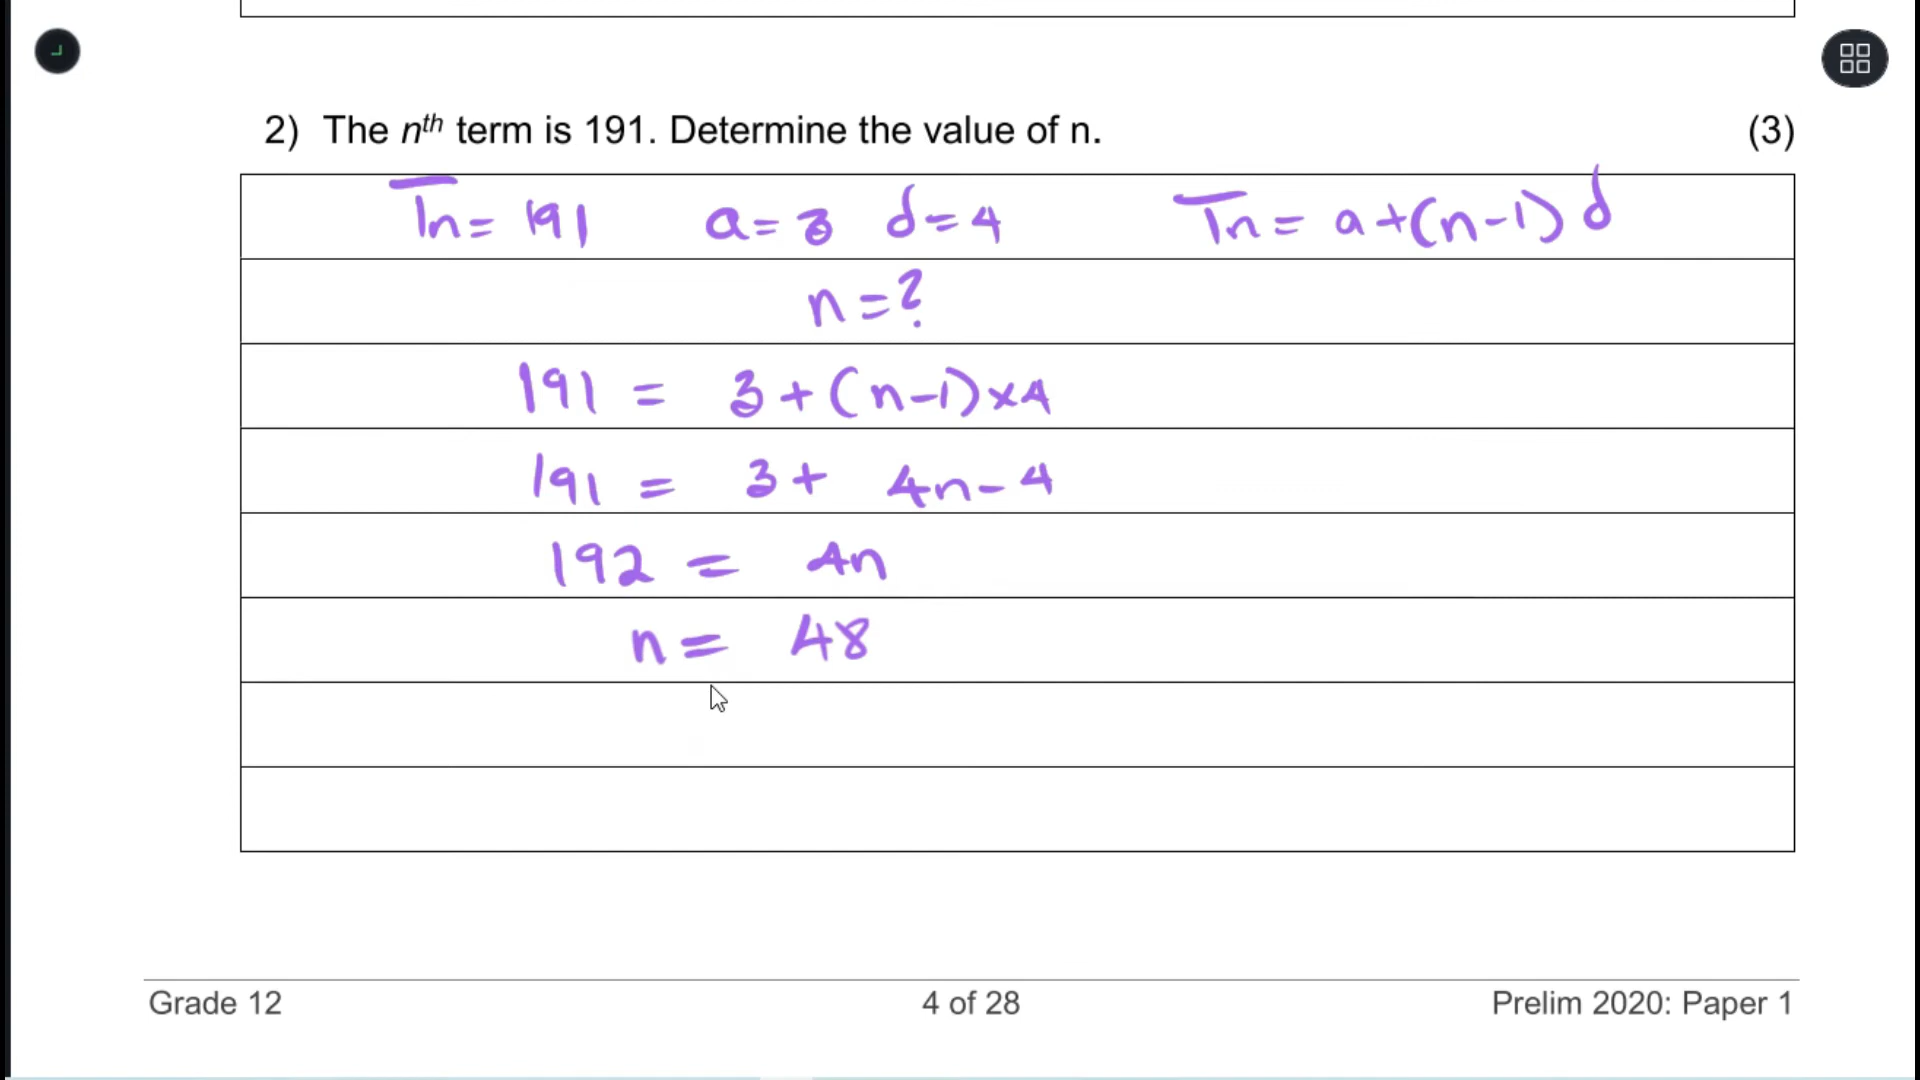 2) The nth term is 191. Determine the value of n. (3)
Tn = 191 a = 3 d = 4 Tn = a + (n-1) d
n = ?
191 = 3 + (n-1) x 4
191 = 3 + 4n - 4
192 = 4n
n = 48
Grade 12 4 of 28 Prelim 2020: Paper 1